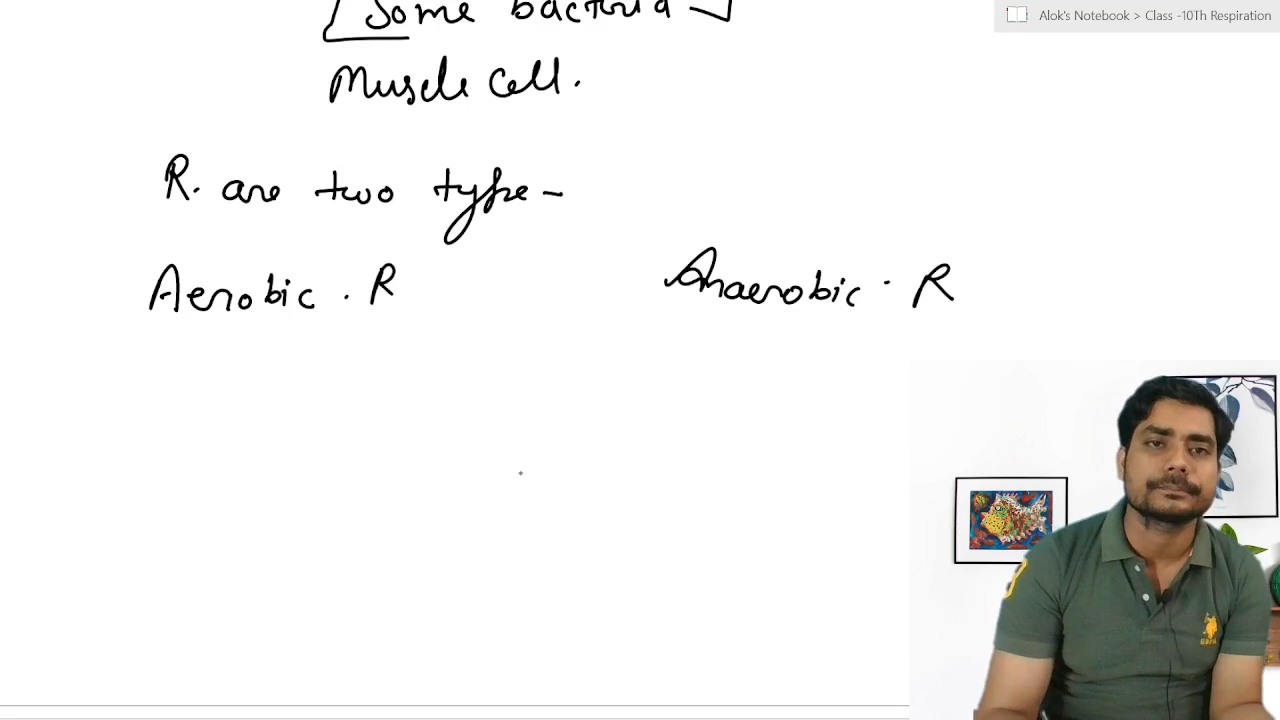 Alok's Notebook > Class -10Th Respiration
[Some bacteria]
Muscle Cell.
R. are two type -
Aerobic . R
Anaerobic . R